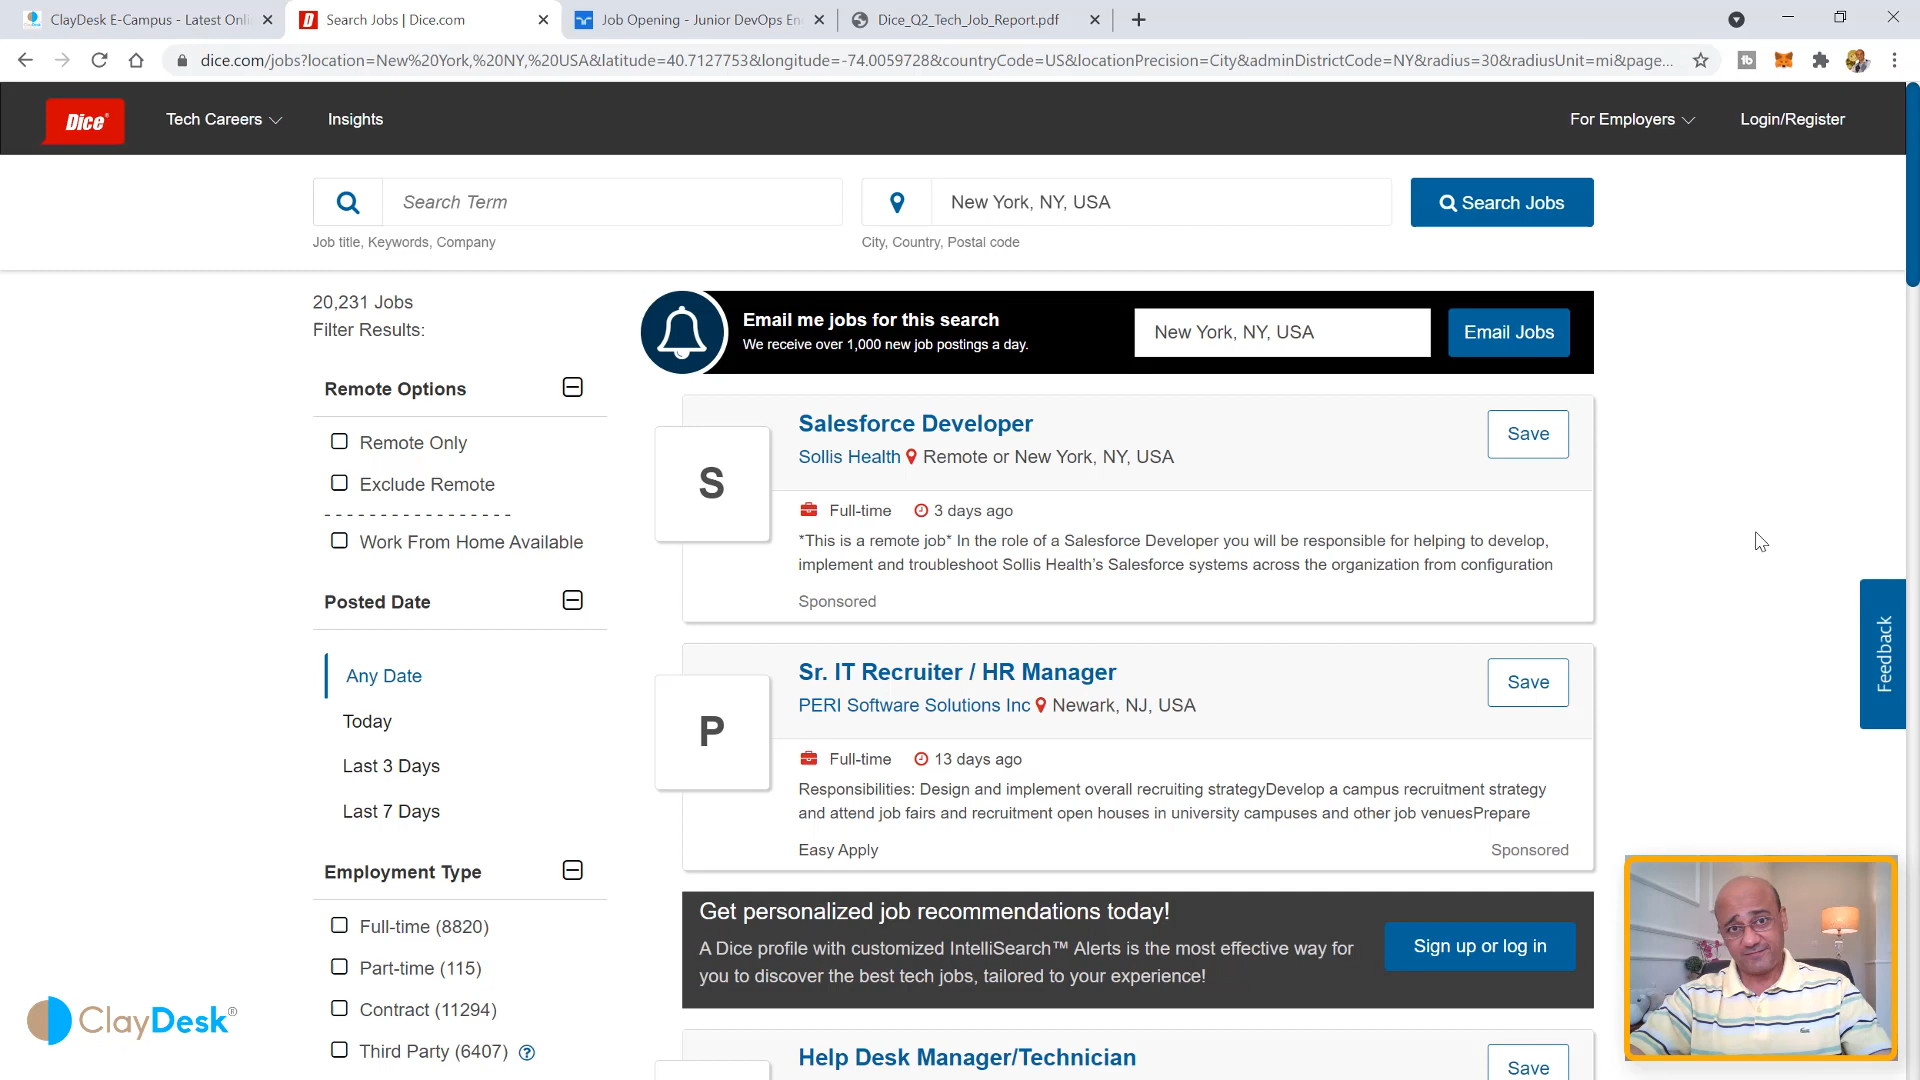 ClayDesk E-Campus - Latest Onli
Search Jobs | Dice.com
Job Opening - Junior DevOps En
Dice_Q2_Tech_Job_Report.pdf
dice.com/jobs?location=New%20York,%20NY,%20USA&latitude=40.7127753&longitude=-74.0059728&countryCode=US&locationPrecision=City&adminDistrictCode=NY&radius=30&radiusUnit=mi&page...
Dice
Tech Careers
Insights
For Employers
Login/Register
Search Term
New York, NY, USA
Search Jobs
Job title, Keywords, Company
City, Country, Postal code
20,231 Jobs
Filter Results:
Remote Options
Remote Only
Exclude Remote
Work From Home Available
Posted Date
Any Date
Today
Last 3 Days
Last 7 Days
Employment Type
Full-time (8820)
Part-time (115)
Contract (11294)
Third Party (6407) ?
Email me jobs for this search
We receive over 1,000 new job postings a day.
New York, NY, USA
Email Jobs
S
Salesforce Developer
Sollis Health Remote or New York, NY, USA
Save
Full-time 3 days ago
*This is a remote job* In the role of a Salesforce Developer you will be responsible for helping to develop,
implement and troubleshoot Sollis Health's Salesforce systems across the organization from configuration
Sponsored
P
Sr. IT Recruiter / HR Manager
PERI Software Solutions Inc Newark, NJ, USA
Save
Full-time 13 days ago
Responsibilities: Design and implement overall recruiting strategyDevelop a campus recruitment strategy
and attend job fairs and recruitment open houses in university campuses and other job venuesPrepare
Easy Apply
Sponsored
Get personalized job recommendations today!
A Dice profile with customized IntelliSearch™ Alerts is the most effective way for
you to discover the best tech jobs, tailored to your experience!
Sign up or log in
Help Desk Manager/Technician
Save
Feedback
ClayDesk®